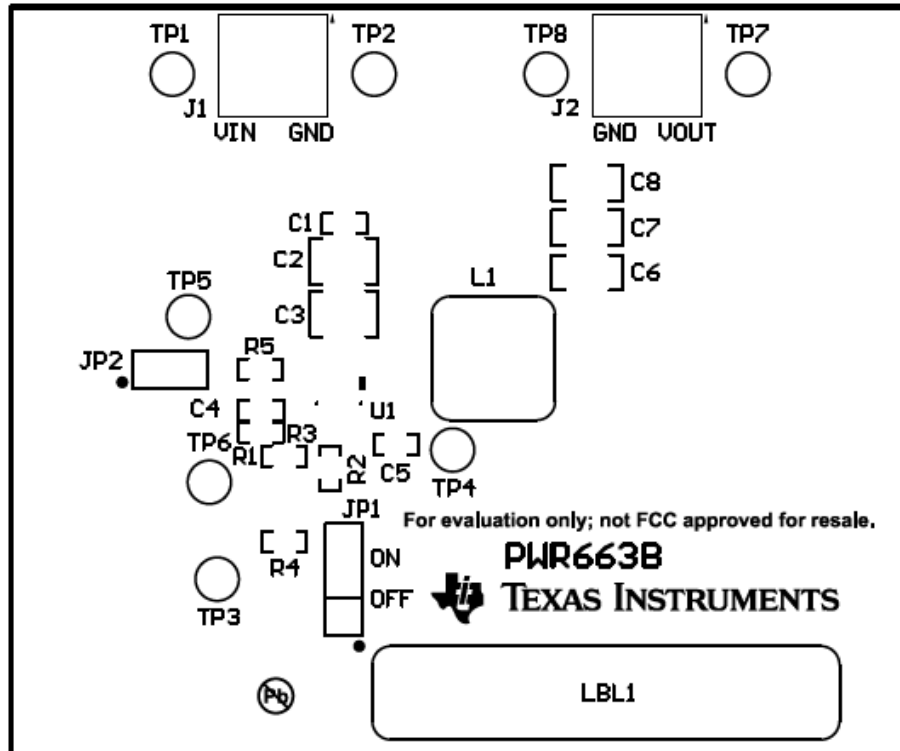 TP1
TP2
TP8
TP7
J1
J2
VIN GND
GND VOUT
C8
C1
C7
C2
C6
TP5
L1
C3
R5
JP2
C4
U1
R3
TP6
R1
R2
C5
TP4
JP1
For evaluation only; not FCC approved for resale.
PWR663B
ON
R4
OFF
TEXAS INSTRUMENTS
ti
TP3
Pb
LBL1